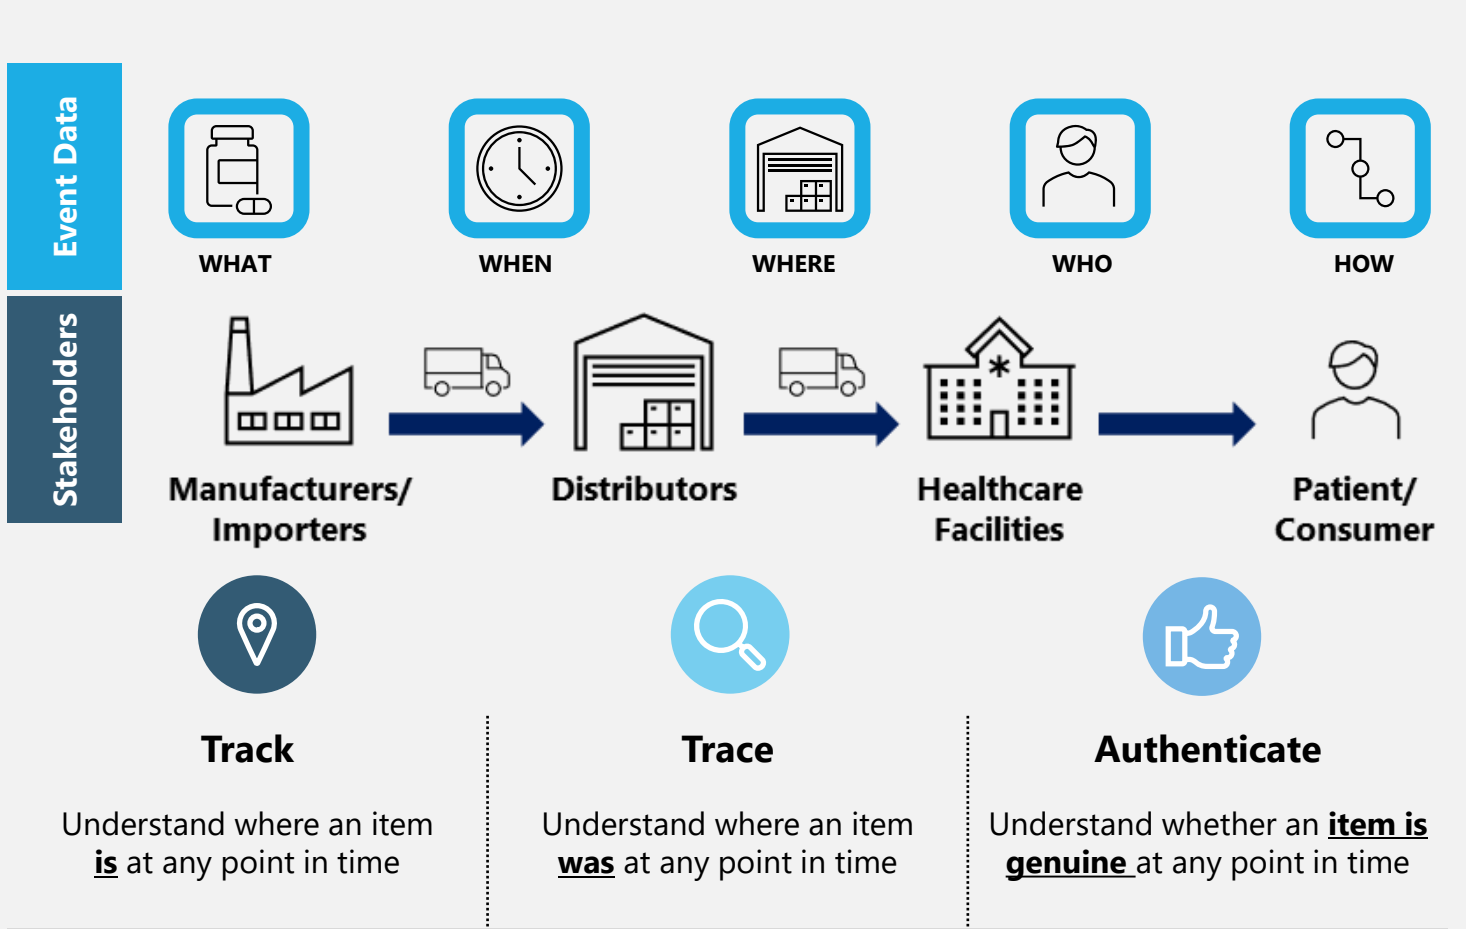 Event Data
WHAT
WHEN
WHERE
WHO
HOW
Stakeholders
Manufacturers/
Importers
Distributors
Healthcare
Facilities
Patient/
Consumer
Track
Understand where an item
is at any point in time
Trace
Understand where an item
was at any point in time
Authenticate
Understand whether an item is
genuine at any point in time